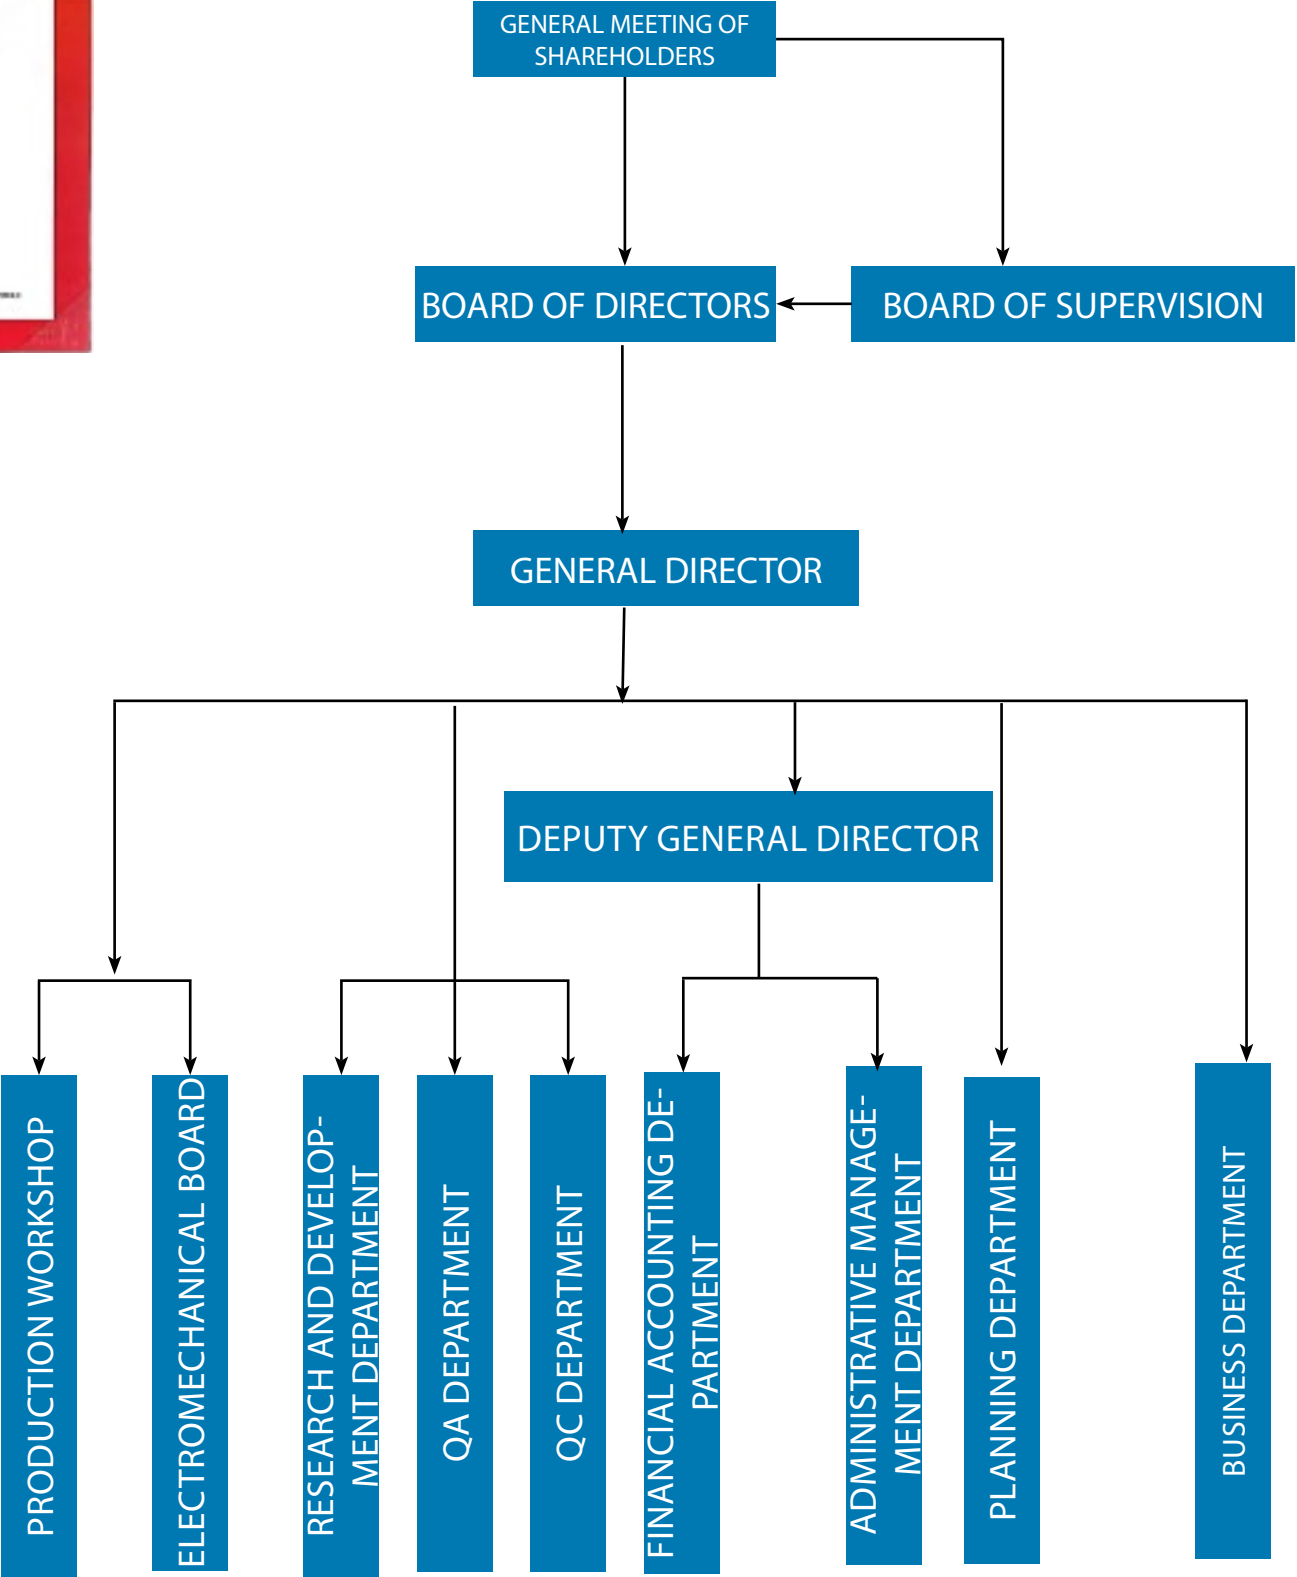 GENERAL MEETING OF
SHAREHOLDERS
BOARD OF DIRECTORS
BOARD OF SUPERVISION
GENERAL DIRECTOR
DEPUTY GENERAL DIRECTOR
PRODUCTION WORKSHOP
ELECTROMECHANICAL BOARD
RESEARCH AND DEVELOP-
MENT DEPARTMENT
QA DEPARTMENT
QC DEPARTMENT
FINANCIAL ACCOUNTING DE-
PARTMENT
ADMINISTRATIVE MANAGE-
MENT DEPARTMENT
PLANNING DEPARTMENT
BUSINESS DEPARTMENT